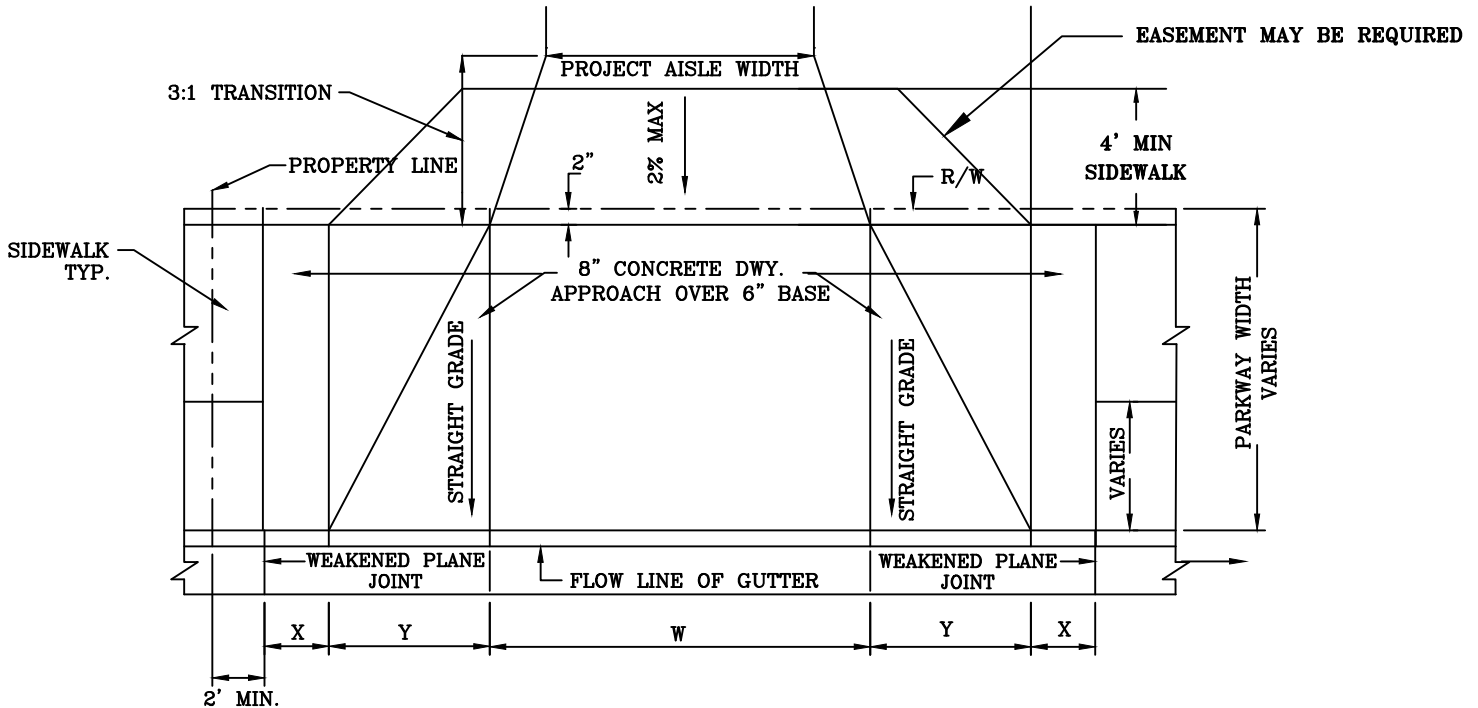 EASEMENT MAY BE REQUIRED
PROJECT AISLE WIDTH
3:1 TRANSITION
2% MAX
4' MIN
SIDEWALK
PROPERTY LINE
2"
R/W
SIDEWALK
TYP.
8" CONCRETE DWY.
APPROACH OVER 6" BASE
STRAIGHT GRADE
STRAIGHT GRADE
PARKWAY WIDTH
VARIES
VARIES
WEAKENED PLANE
JOINT
FLOW LINE OF GUTTER
WEAKENED PLANE
JOINT
X
Y
W
Y
X
2' MIN.